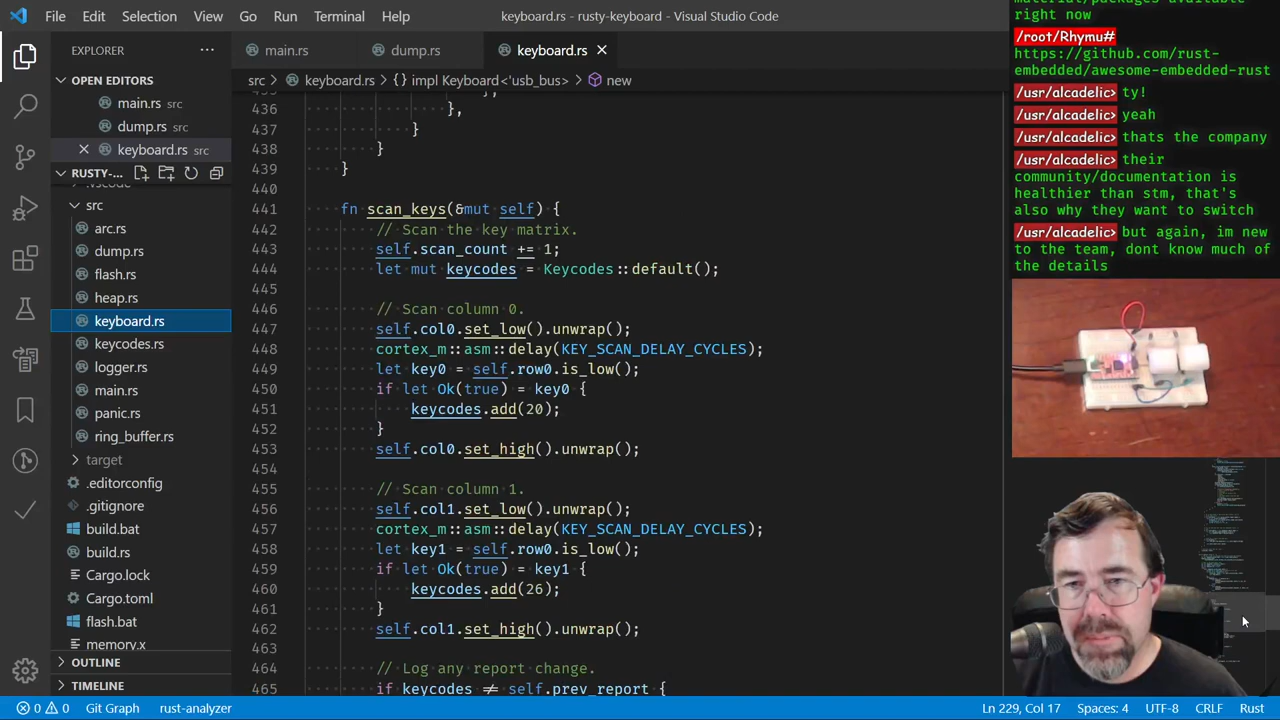 File Edit Selection View Go Run Terminal Help
keyboard.rs - rusty-keyboard - Visual Studio Code
EXPLORER
OPEN EDITORS
main.rs src
dump.rs src
keyboard.rs src
RUSTY-...
.vscode
src
arc.rs
dump.rs
flash.rs
heap.rs
keyboard.rs
keycodes.rs
logger.rs
main.rs
panic.rs
ring_buffer.rs
target
.editorconfig
.gitignore
build.bat
build.rs
Cargo.lock
Cargo.toml
flash.bat
memory.x
OUTLINE
TIMELINE
main.rs dump.rs keyboard.rs
src > keyboard.rs > {} impl Keyboard<'usb_bus> > new
435 };
436 },
437 }
438 }
439 }
440
441 fn scan_keys(&mut self) {
442 // Scan the key matrix.
443 self.scan_count += 1;
444 let mut keycodes = Keycodes::default();
445
446 // Scan column 0.
447 self.col0.set_low().unwrap();
448 cortex_m::asm::delay(KEY_SCAN_DELAY_CYCLES);
449 let key0 = self.row0.is_low();
450 if let Ok(true) = key0 {
451 keycodes.add(20);
452 }
453 self.col0.set_high().unwrap();
454
455 // Scan column 1.
456 self.col1.set_low().unwrap();
457 cortex_m::asm::delay(KEY_SCAN_DELAY_CYCLES);
458 let key1 = self.row0.is_low();
459 if let Ok(true) = key1 {
460 keycodes.add(26);
461 }
462 self.col1.set_high().unwrap();
463
464 // Log any report change.
465 if keycodes ≠ self.prev_report {
material/packages available
right now
/root/Rhymu#
https://github.com/rust-
embedded/awesome-embedded-rust
/usr/alcadelic> ty!
/usr/alcadelic> yeah
/usr/alcadelic> thats the company
/usr/alcadelic> their
community/documentation is
healthier than stm, that's
also why they want to switch
/usr/alcadelic> but again, im new
to the team, dont know much of
the details
0 0 Git Graph rust-analyzer
Ln 229, Col 17 Spaces: 4 UTF-8 CRLF Rust